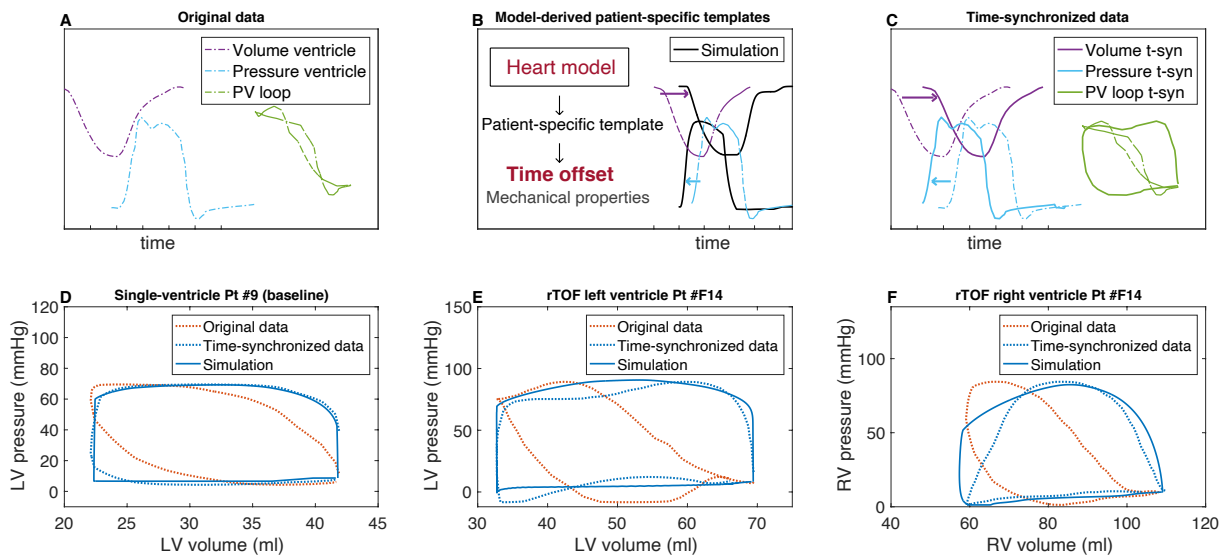 A
Original data
Volume ventricle
Pressure ventricle
PV loop
time
B
Model-derived patient-specific templates
Simulation
Heart model
Patient-specific template
Time offset
Mechanical properties
time
C
Time-synchronized data
Volume t-syn
Pressure t-syn
PV loop t-syn
time
D
Single-ventricle Pt #9 (baseline)
Original data
Time-synchronized data
Simulation
LV pressure (mmHg)
120
100
80
60
40
20
0
20 25 30 35 40 45
LV volume (ml)
E
rTOF left ventricle Pt #F14
Original data
Time-synchronized data
Simulation
LV pressure (mmHg)
150
100
50
0
30 40 50 60 70
LV volume (ml)
F
rTOF right ventricle Pt #F14
Original data
Time-synchronized data
Simulation
RV pressure (mmHg)
100
50
0
40 60 80 100 120
RV volume (ml)